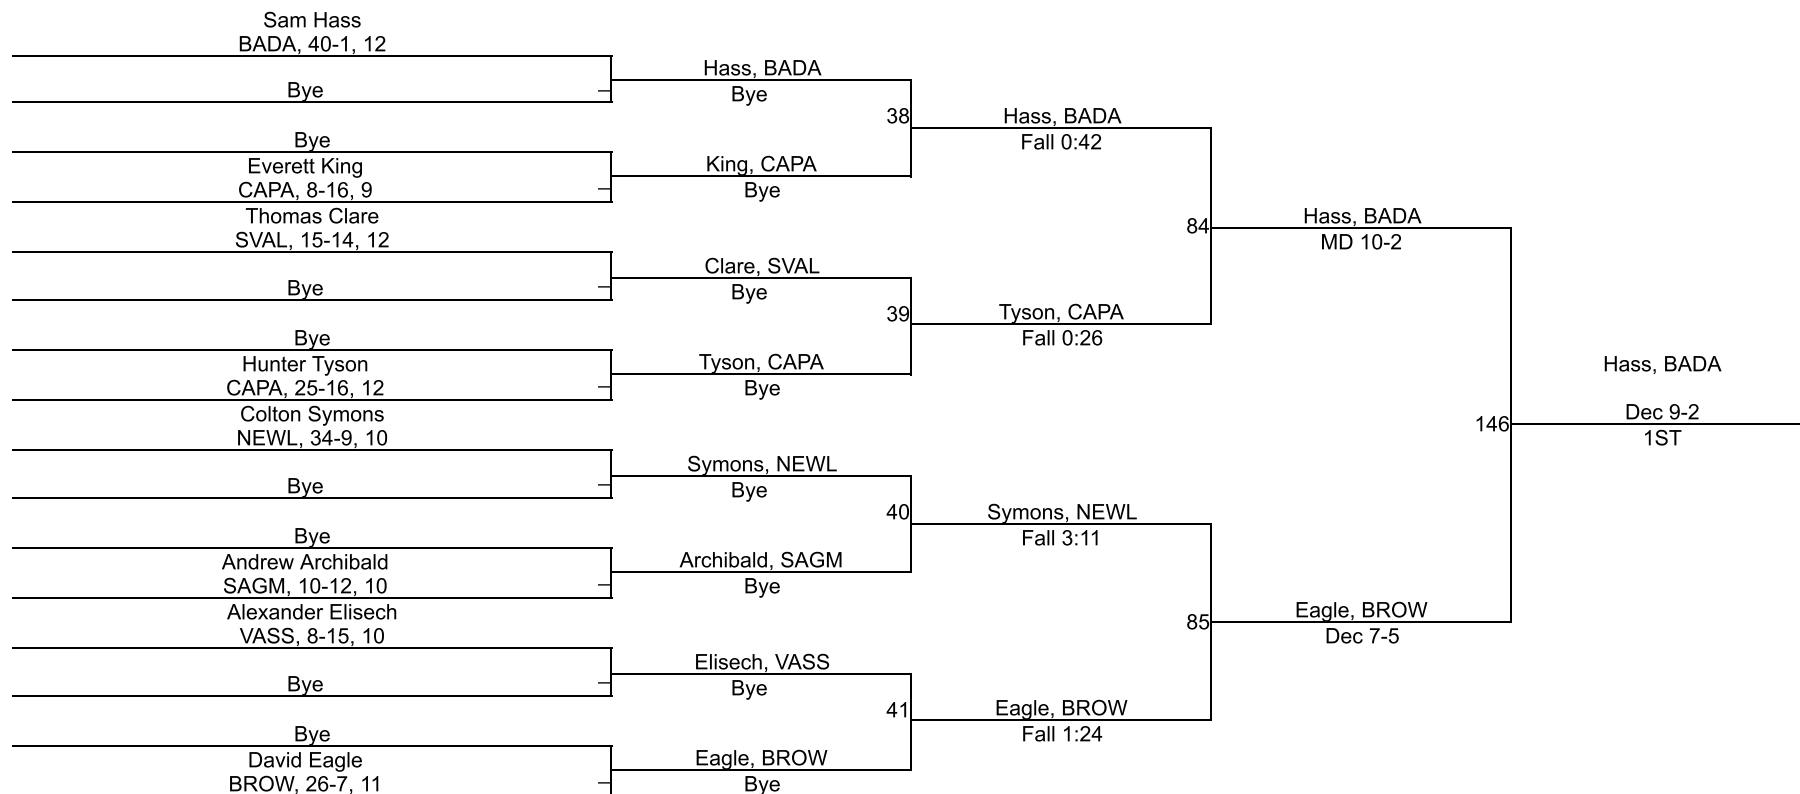 Sam Hass
BADA, 40-1, 12
Bye
Bye
Everett King
CAPA, 8-16, 9
Thomas Clare
SVAL, 15-14, 12
Bye
Bye
Hunter Tyson
CAPA, 25-16, 12
Colton Symons
NEWL, 34-9, 10
Bye
Bye
Andrew Archibald
SAGM, 10-12, 10
Alexander Elisech
VASS, 8-15, 10
Bye
Bye
David Eagle
BROW, 26-7, 11
Hass, BADA
Bye
King, CAPA
Bye
Clare, SVAL
Bye
Tyson, CAPA
Bye
Symons, NEWL
Bye
Archibald, SAGM
Bye
Elisech, VASS
Bye
Eagle, BROW
Bye
38
39
40
41
Hass, BADA
Fall 0:42
Tyson, CAPA
Fall 0:26
Symons, NEWL
Fall 3:11
Eagle, BROW
Fall 1:24
84
85
Hass, BADA
MD 10-2
Eagle, BROW
Dec 7-5
146
Hass, BADA
Dec 9-2
1ST